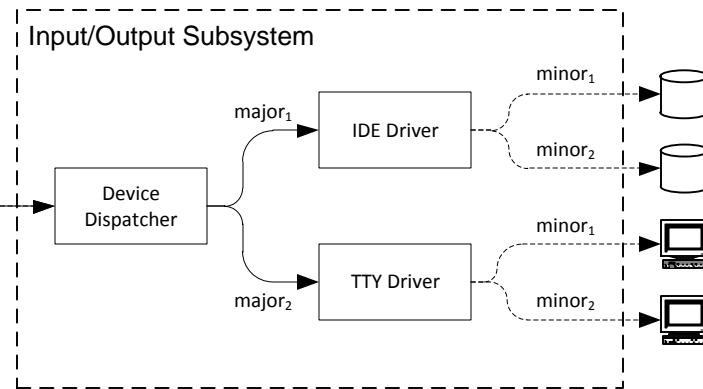 Input/Output Subsystem
minor₁
major₁
IDE Driver
minor₂
Device
Dispatcher
minor₁
major₂
TTY Driver
minor₂